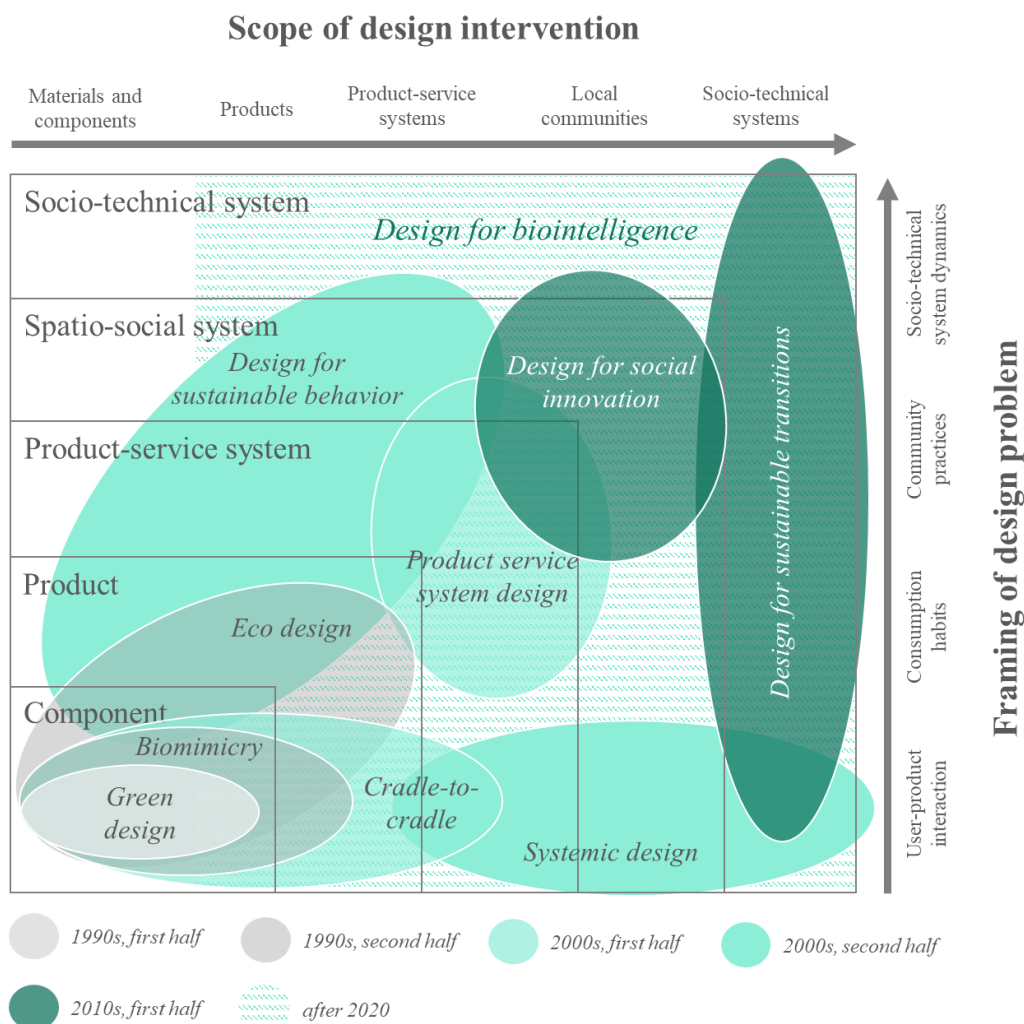 Scope of design intervention
Materials and
components
Products
Product-service
systems
Local
communities
Socio-technical
systems
Socio-technical system
Design for biointelligence
Spatio-social system
Design for
sustainable behavior
Design for social
innovation
Product-service system
Product service
system design
Product
Eco design
Component
Biomimicry
Green
design
Cradle-to-
cradle
Systemic design
Design for sustainable transitions
Socio-technical
system dynamics
Community
practices
Consumption
habits
User-product
interaction
Framing of design problem
1990s, first half
1990s, second half
2000s, first half
2000s, second half
2010s, first half
after 2020